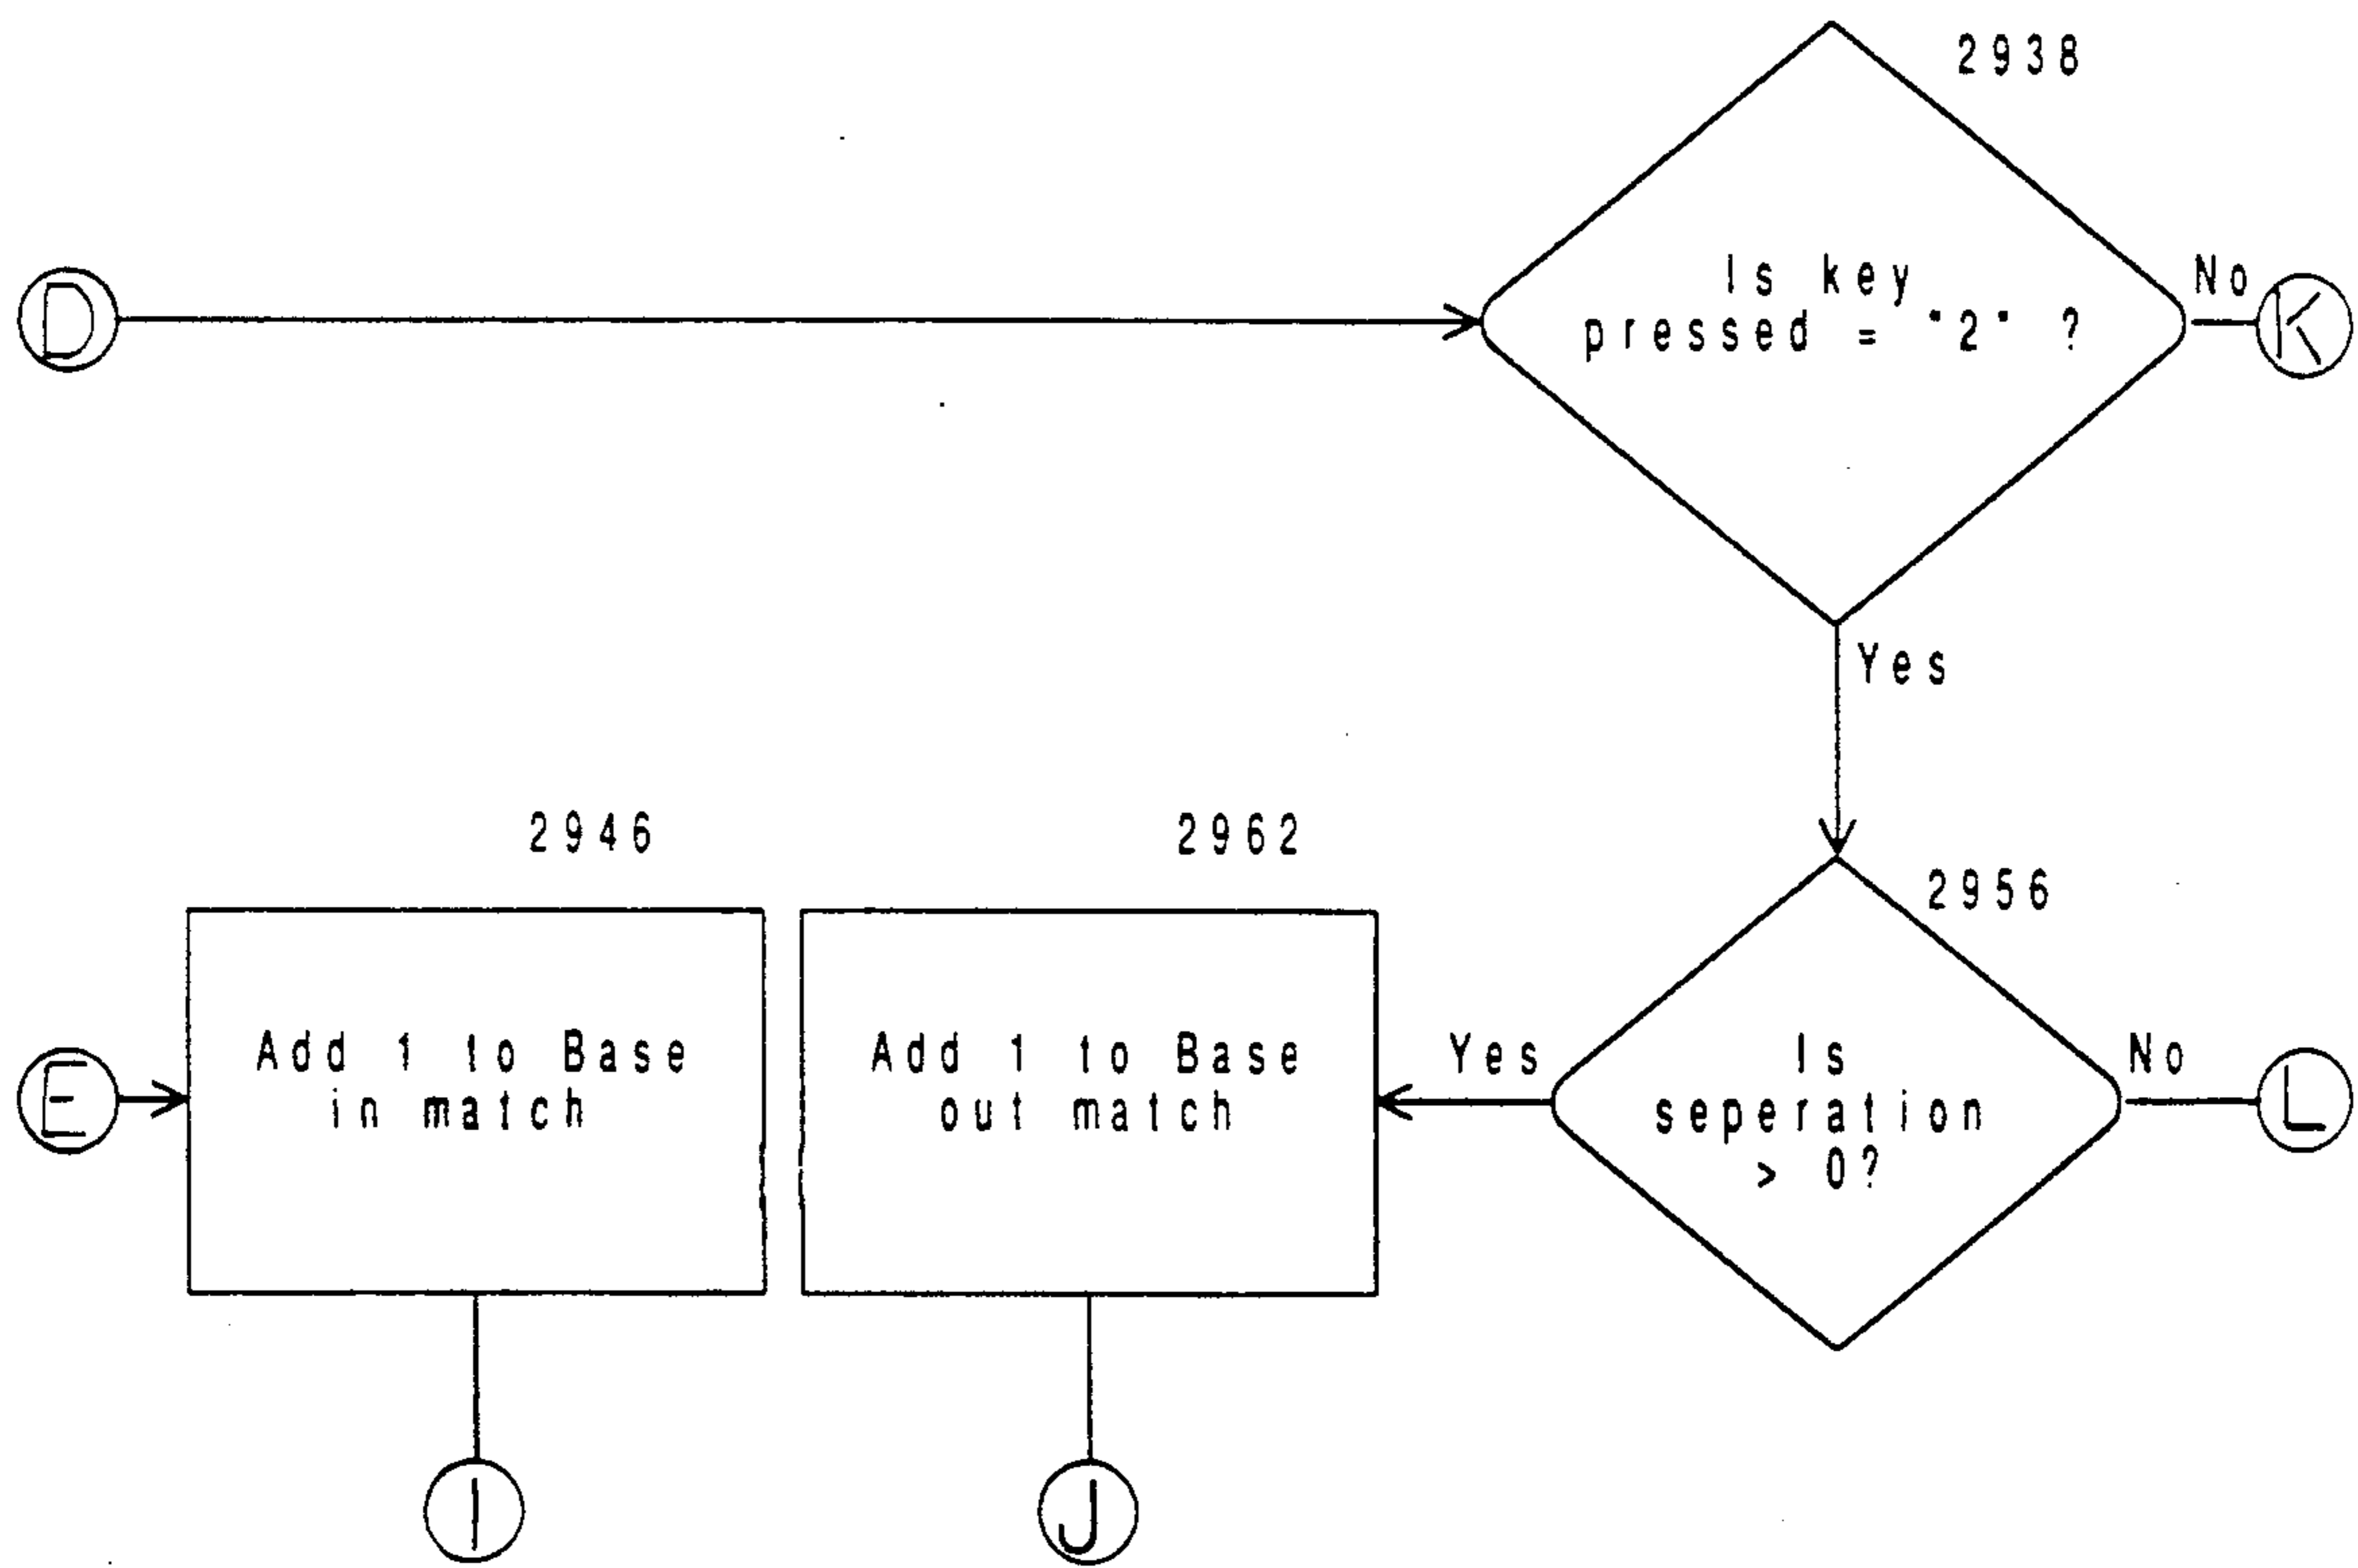 2938
Is key
pressed = "2" ?
No
D
K
Yes
2946
2962
2956
Add 1 to Base
in match
Add 1 to Base
out match
Yes
Is
seperation
> 0?
No
E
L
I
J